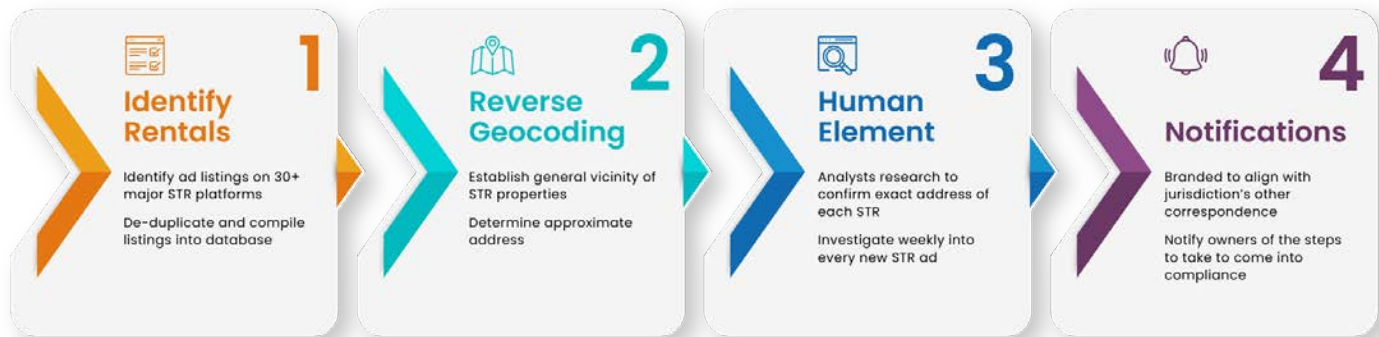 1
Identify
Rentals
Identify ad listings on 30+
major STR platforms
De-duplicate and compile
listings into database
2
Reverse
Geocoding
Establish general vicinity of
STR properties
Determine approximate
address
3
Human
Element
Analysts research to
confirm exact address of
each STR
Investigate weekly into
every new STR ad
4
Notifications
Branded to align with
jurisdiction's other
correspondence
Notify owners of the steps
to take to come into
compliance